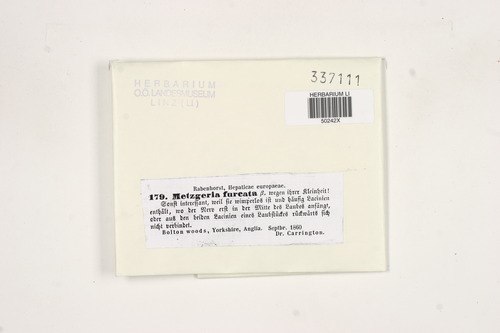 HERBARIUM
O.Ö. LANDESMUSEUM
LINZ (LI)
337111
HERBARIUM LI
50242X
Rabenhorst, Hepaticae europaeae.
179. Metzgeria furcata β. wegen ihrer Kleinheit!
Sonst interessant, weil sie wimperlos ist und häufig Lacinien
enthält, wo der Nerv erst in der Mitte des Laubes anfängt,
oder aus den beiden Lacinien eines Laubstückes rückwärts sich
nicht verbindet.
Bolton woods, Yorkshire, Anglia. Septbr. 1860
Dr. Carrington.